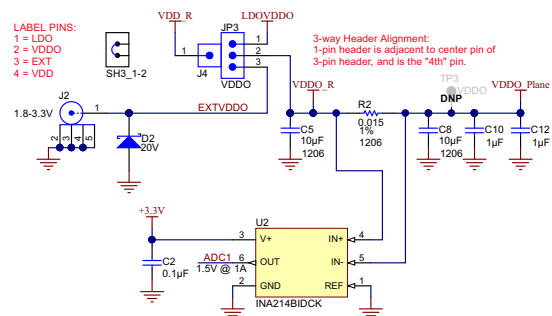 LABEL PINS:
1 = LDO
2 = VDDO
3 = EXT
4 = VDD
SH3_1-2
VDD_R
LDOVDDO
JP3
1
2
3
J4
VDDO
3-way Header Alignment:
1-pin header is adjacent to center pin of
3-pin header, and is the "4th" pin.
J2
1.8-3.3V
1
2
3
4
5
EXTVDDO
D2
20V
VDDO_R
R2
0.015
1%
1206
TP3
VDDO
DNP
VDDO_Plane
C5
10µF
1206
C8
10µF
1206
C10
1µF
C12
1µF
+3.3V
C2
0.1µF
U2
3
V+
IN+
4
ADC1
6
OUT
IN-
5
1.5V @ 1A
2
GND
REF
1
INA214BIDCK